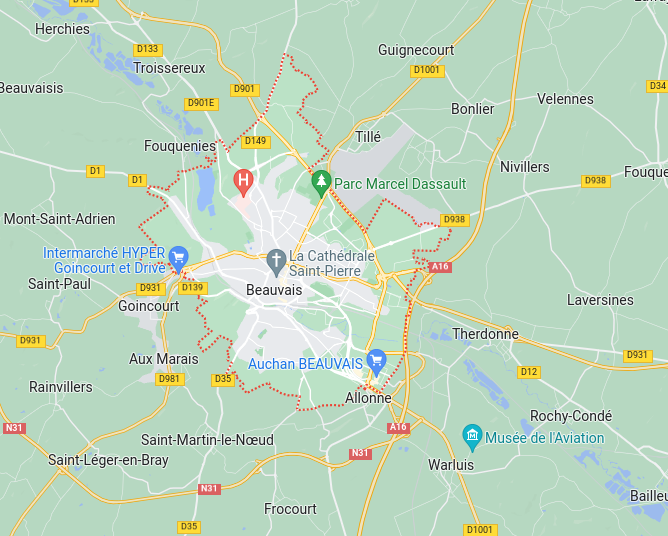 Herchies
D133
Guignecourt
Troissereux
D1001
Beauvaisis
D901
D34
D901E
Velennes
Bonlier
Tillé
D149
Fouquenies
Nivillers
D1
Fouque
D1
H
Parc Marcel Dassault
D938
Mont-Saint-Adrien
D938
Intermarché HYPER
Goincourt et Drive
La Cathédrale
Saint-Pierre
A16
Saint-Paul
D931
D139
Beauvais
Goincourt
Laversines
D931
Therdonne
Aux Marais
D931
Auchan BEAUVAIS
D12
D981
D35
Rainvillers
Allonne
Rochy-Condé
N31
A16
Saint-Martin-le-Nœud
Musée de l'Aviation
N31
Saint-Léger-en-Bray
Warluis
N31
Bailleu
Frocourt
D35
D1001